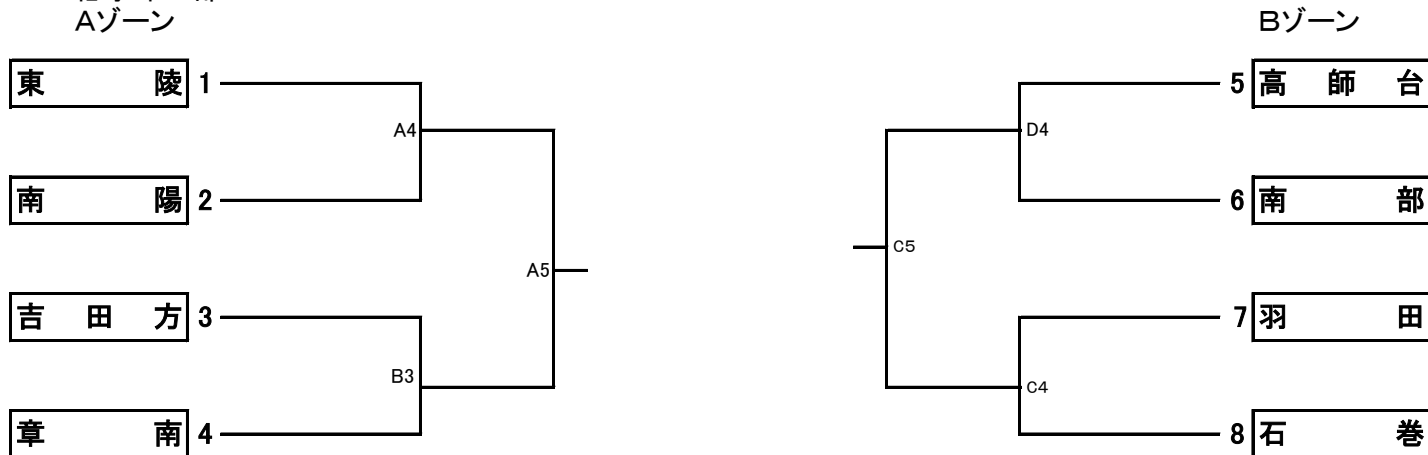 Aゾーン
Bゾーン
東 陵 1
5 高 師 台
A4
D4
南 陽 2
6 南 部
A5
C5
吉 田 方 3
7 羽 田
B3
C4
章 南 4
8 石 巻